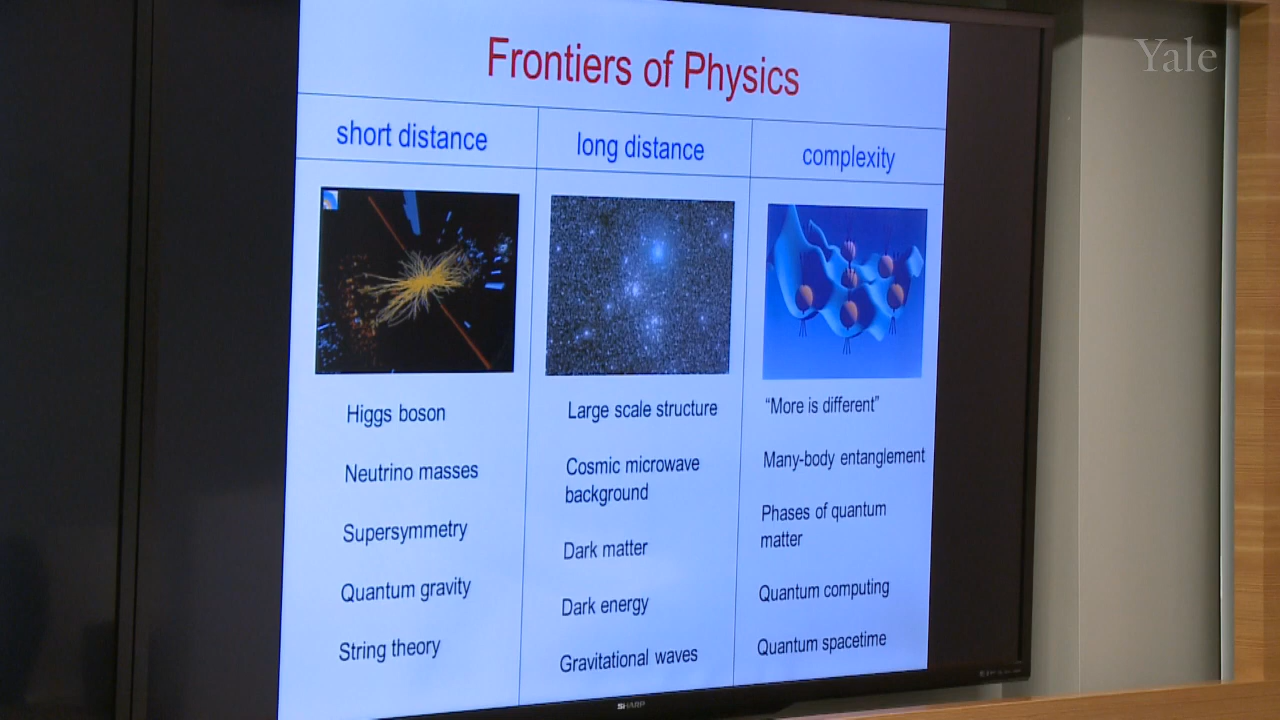 Yale
Frontiers of Physics
short distance
long distance
complexity
Higgs boson
Neutrino masses
Supersymmetry
Quantum gravity
String theory
Large scale structure
Cosmic microwave
background
Dark matter
Dark energy
Gravitational waves
“More is different”
Many-body entanglement
Phases of quantum
matter
Quantum computing
Quantum spacetime
SHARP